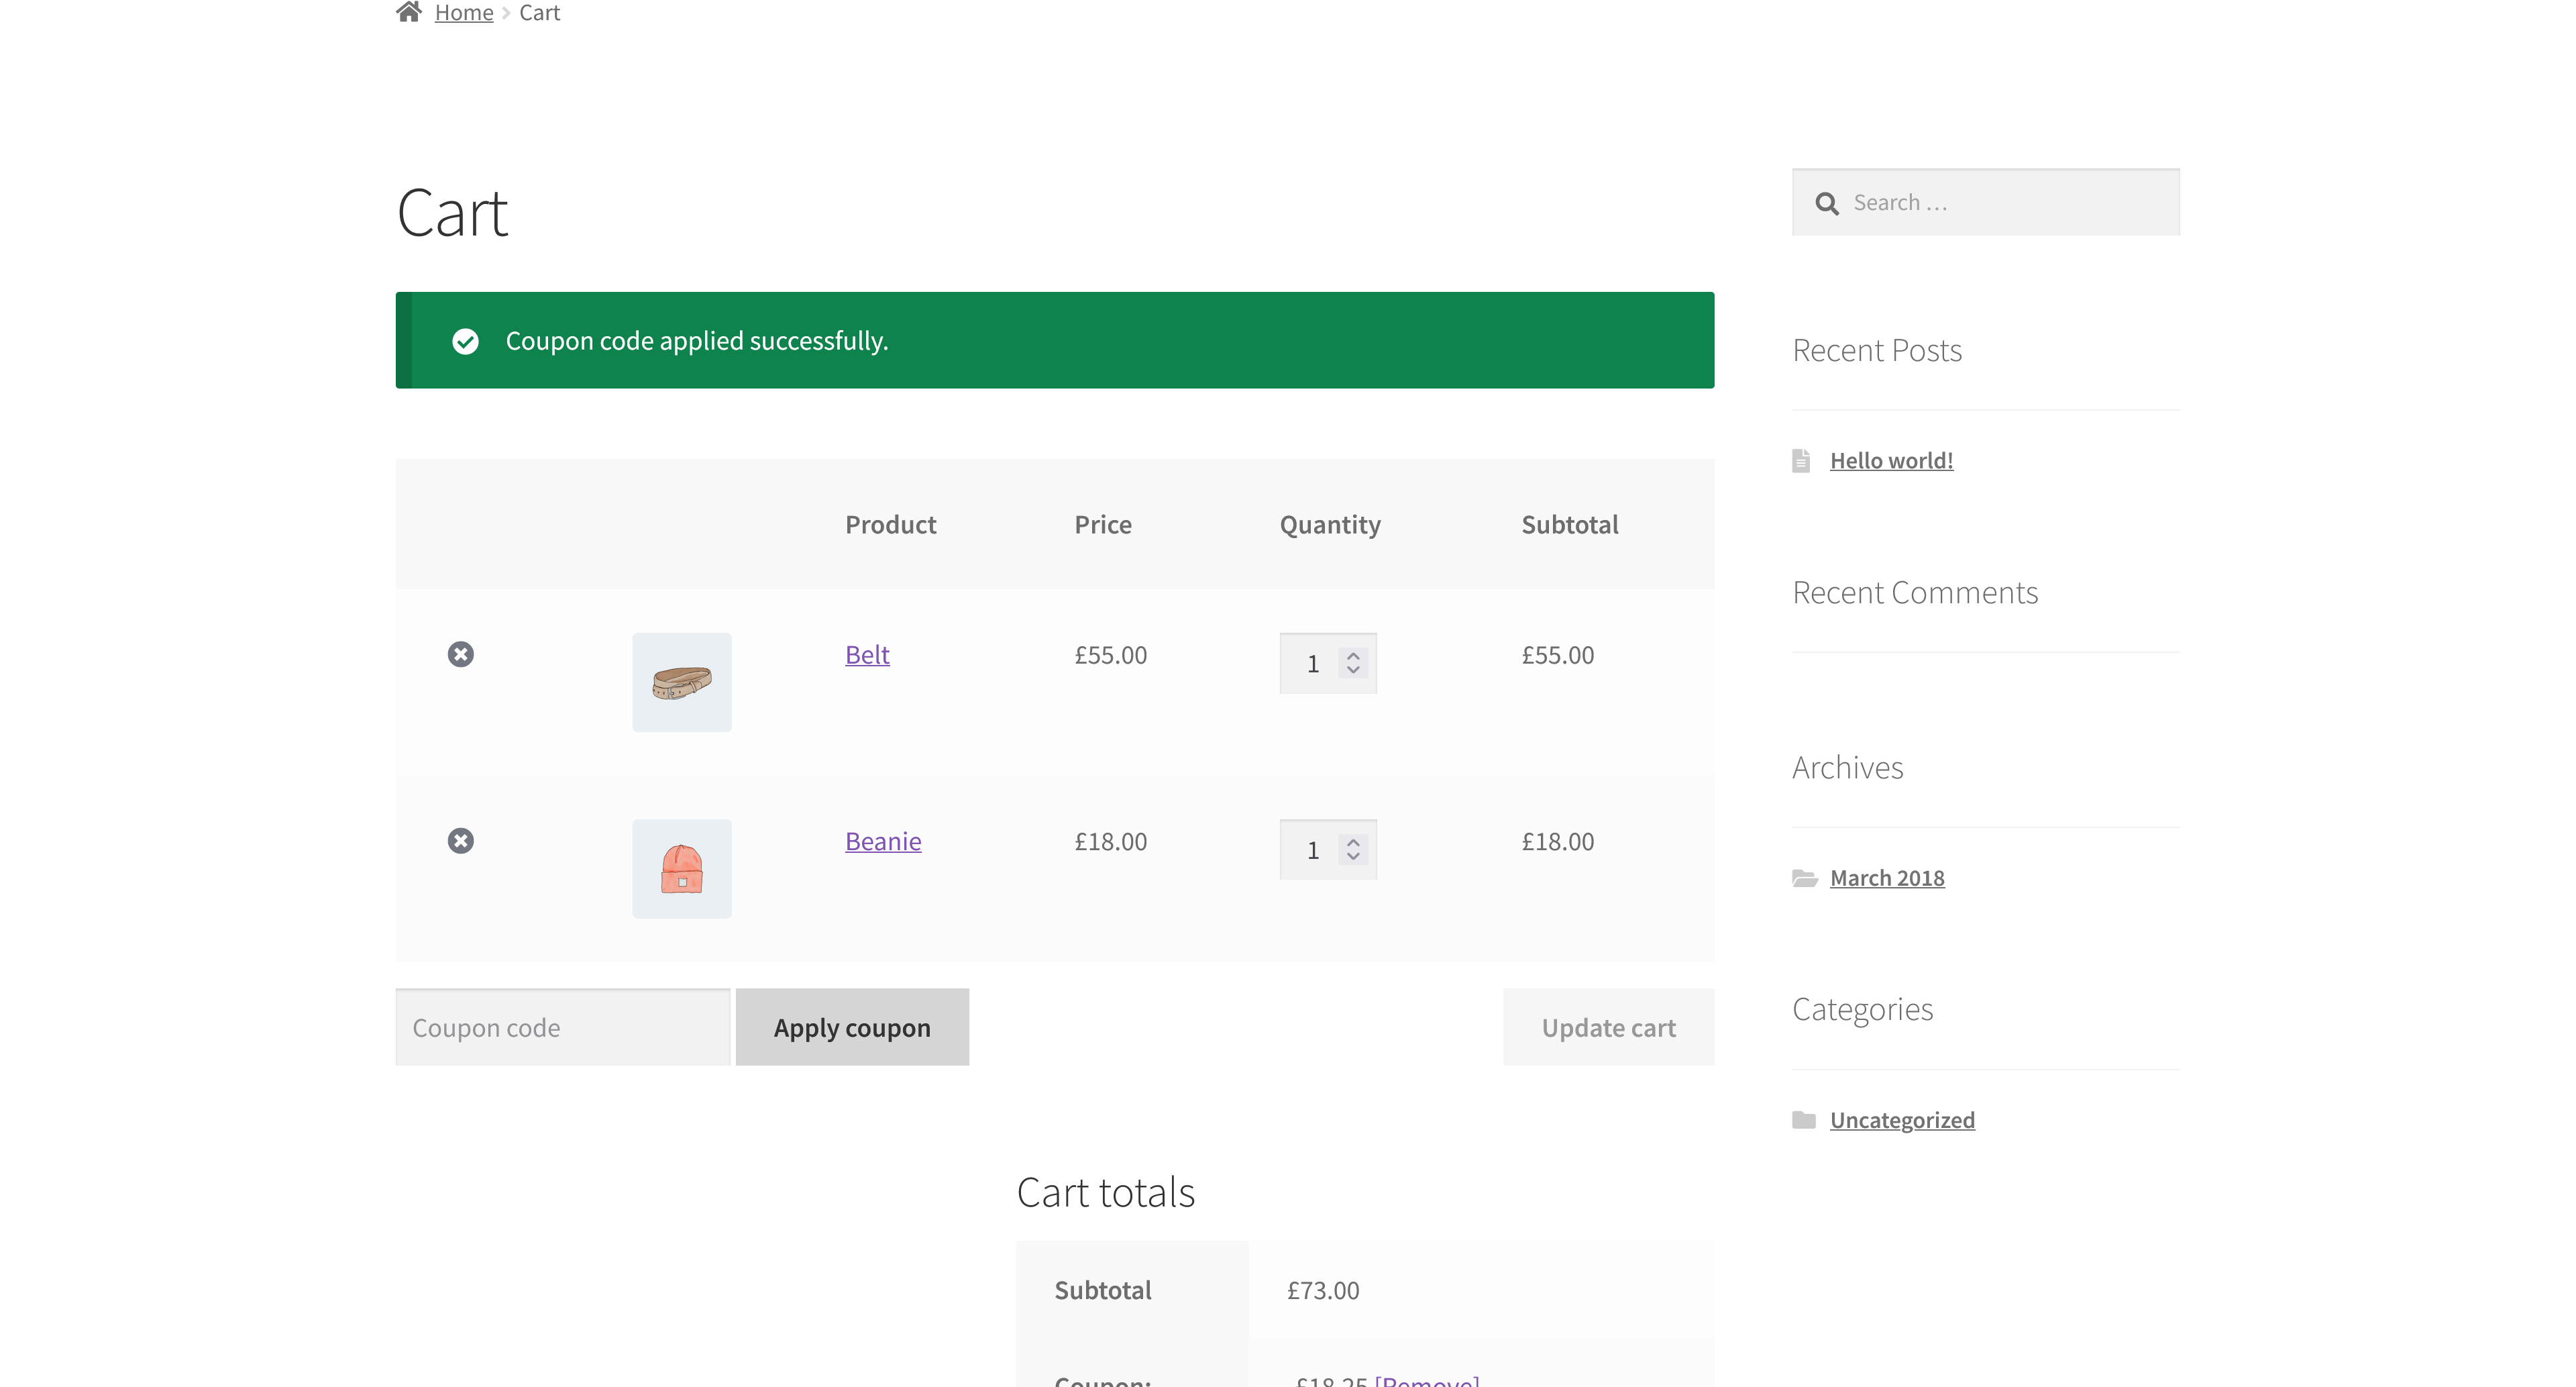 Home Cart
Cart
Search …
Coupon code applied successfully.
Recent Posts
Hello world!
Product Price Quantity Subtotal
Belt £55.00 1 £55.00
Beanie £18.00 1 £18.00
Recent Comments
Archives
March 2018
Coupon code Apply coupon Update cart
Categories
Uncategorized
Cart totals
Subtotal £73.00
Coupon: -£18.25 [Remove]